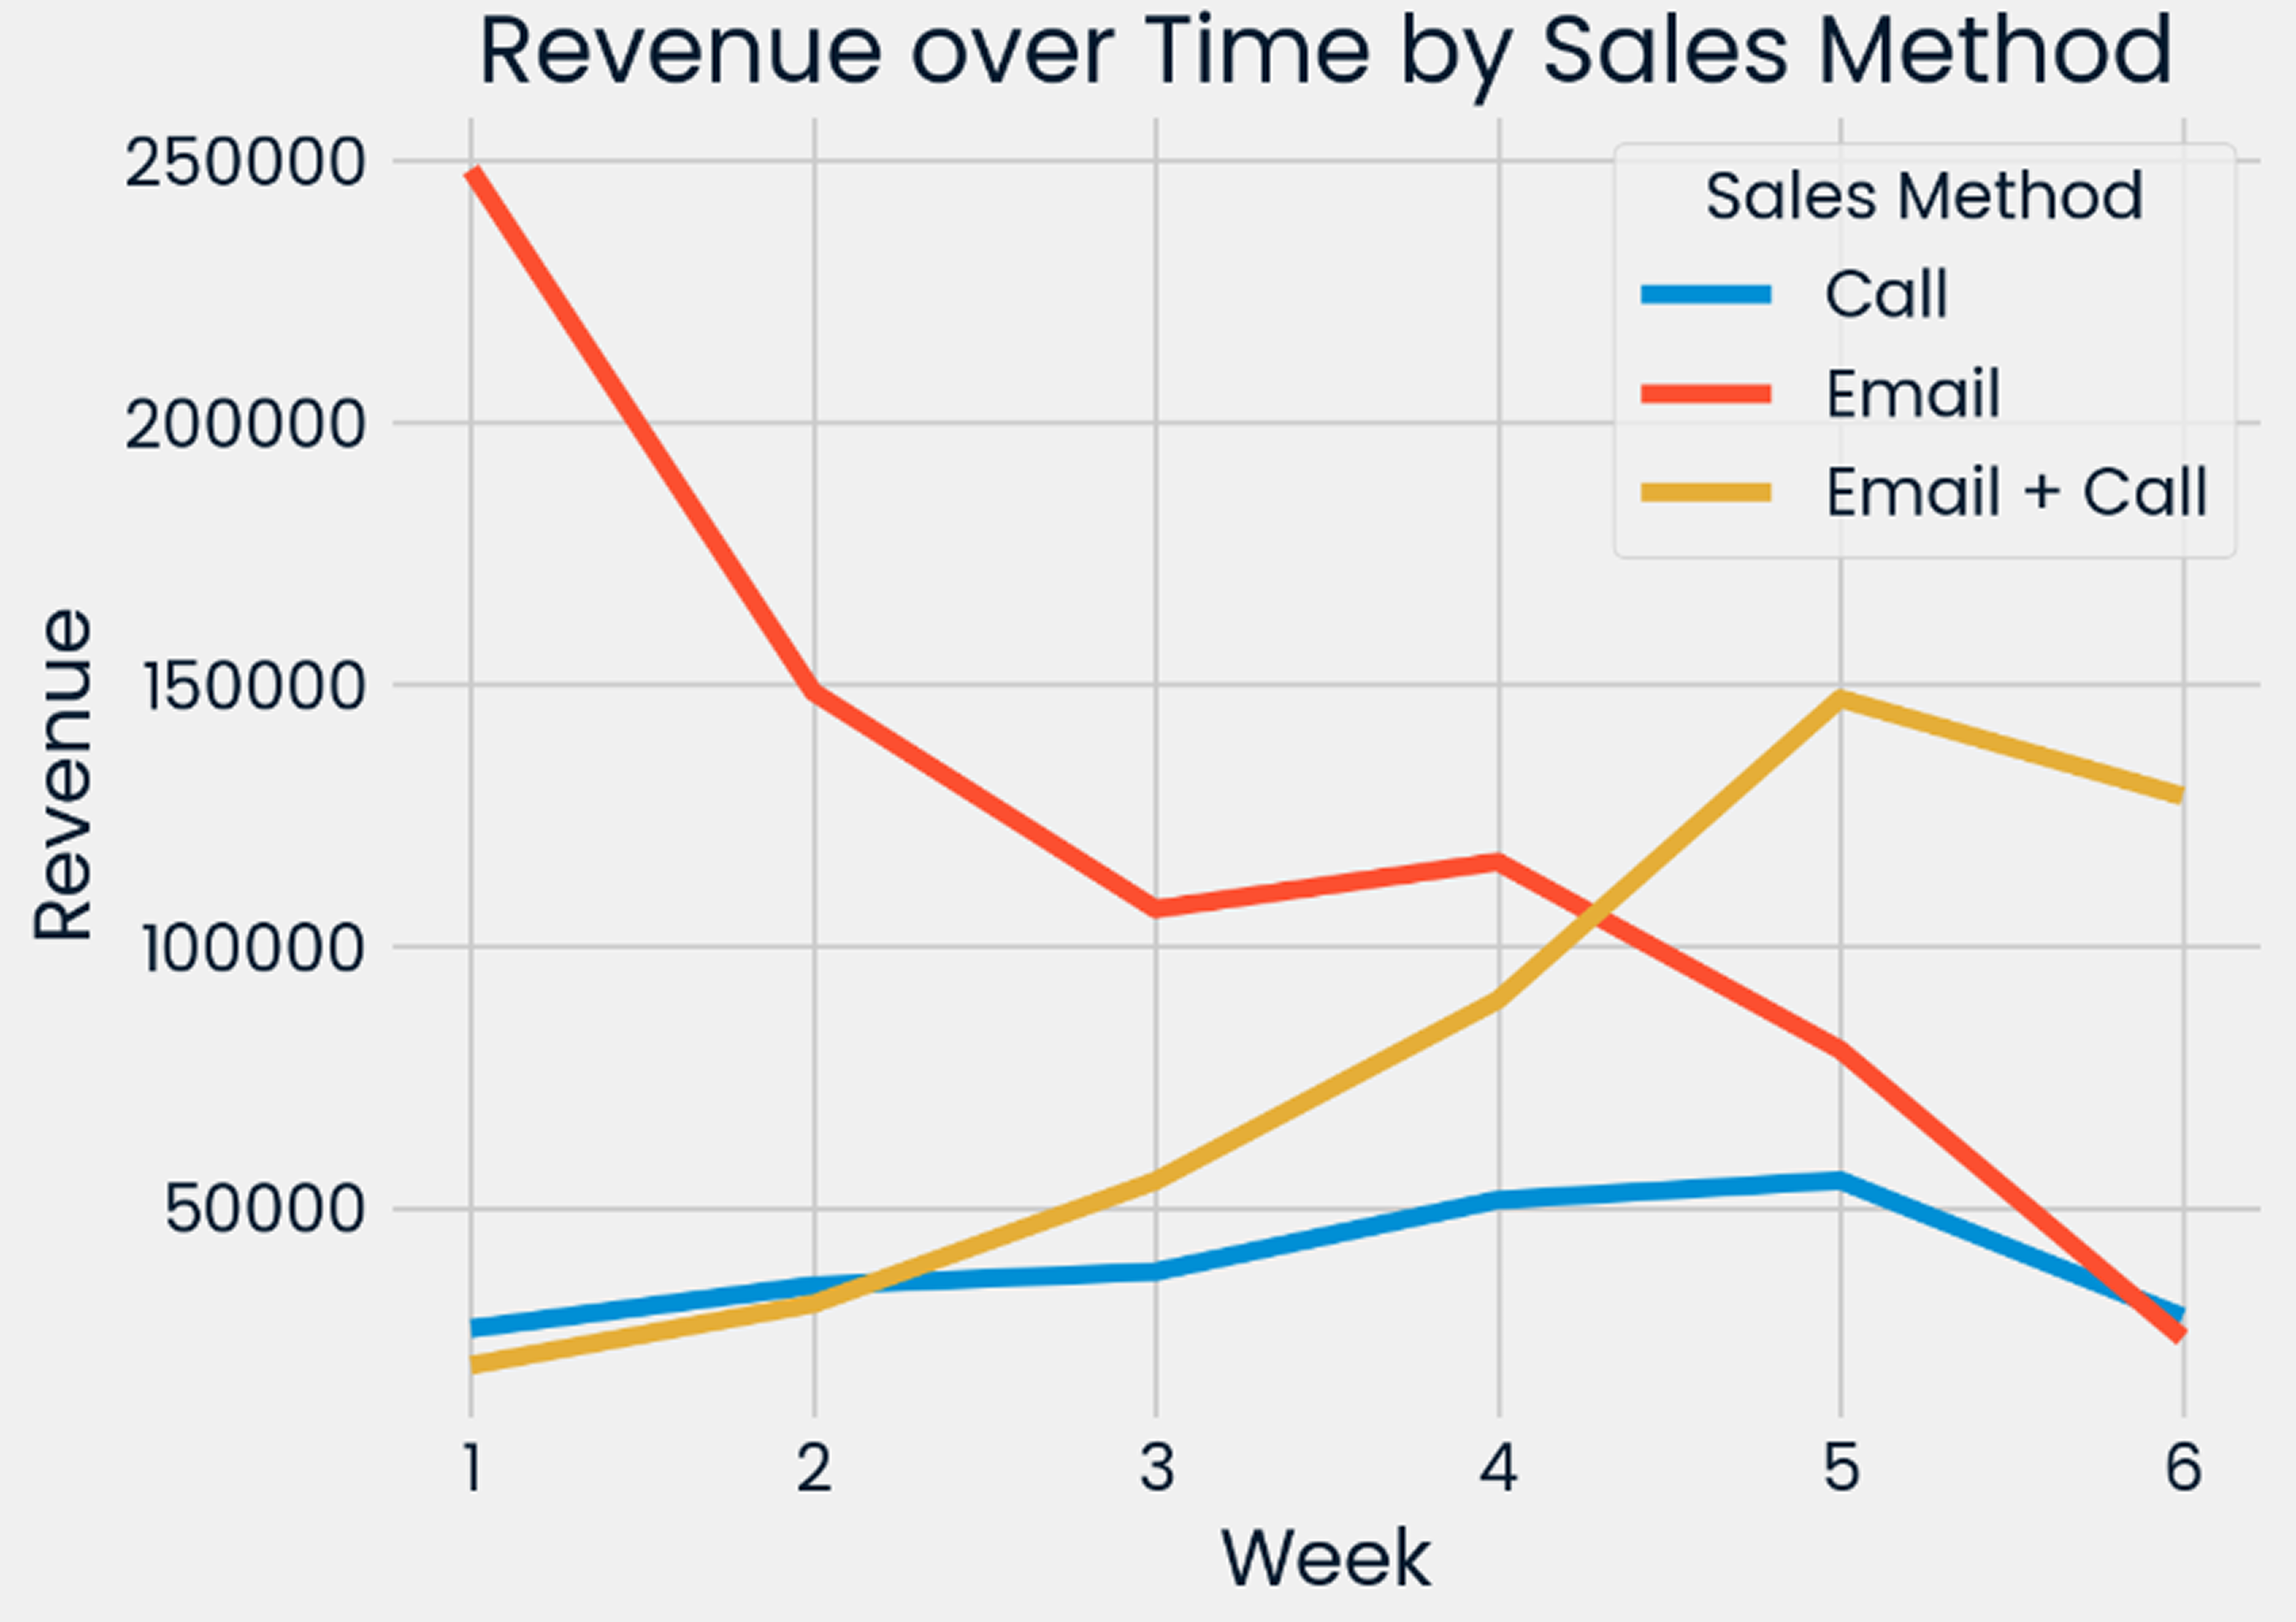 Revenue over Time by Sales Method
250000
200000
150000
100000
50000
Revenue
Sales Method
Call
Email
Email + Call
1 2 3 4 5 6
Week